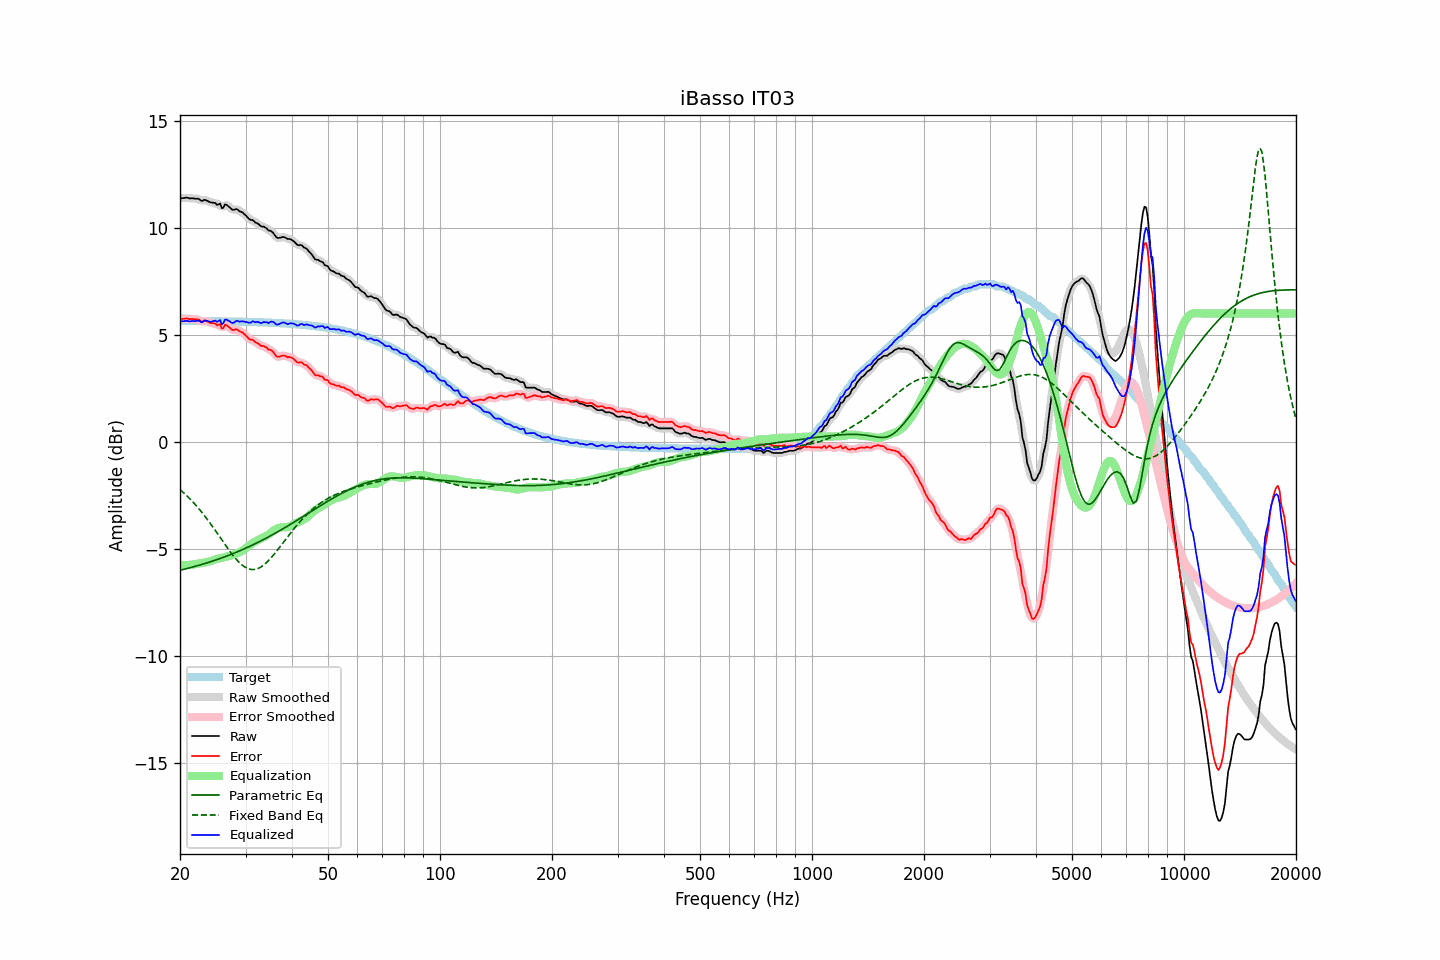 iBasso IT03
Amplitude (dBr)
15
10
5
0
−5
−10
−15
Target
Raw Smoothed
Error Smoothed
Raw
Error
Equalization
Parametric Eq
Fixed Band Eq
Equalized
20
50
100
200
500
1000
2000
5000
10000
20000
Frequency (Hz)